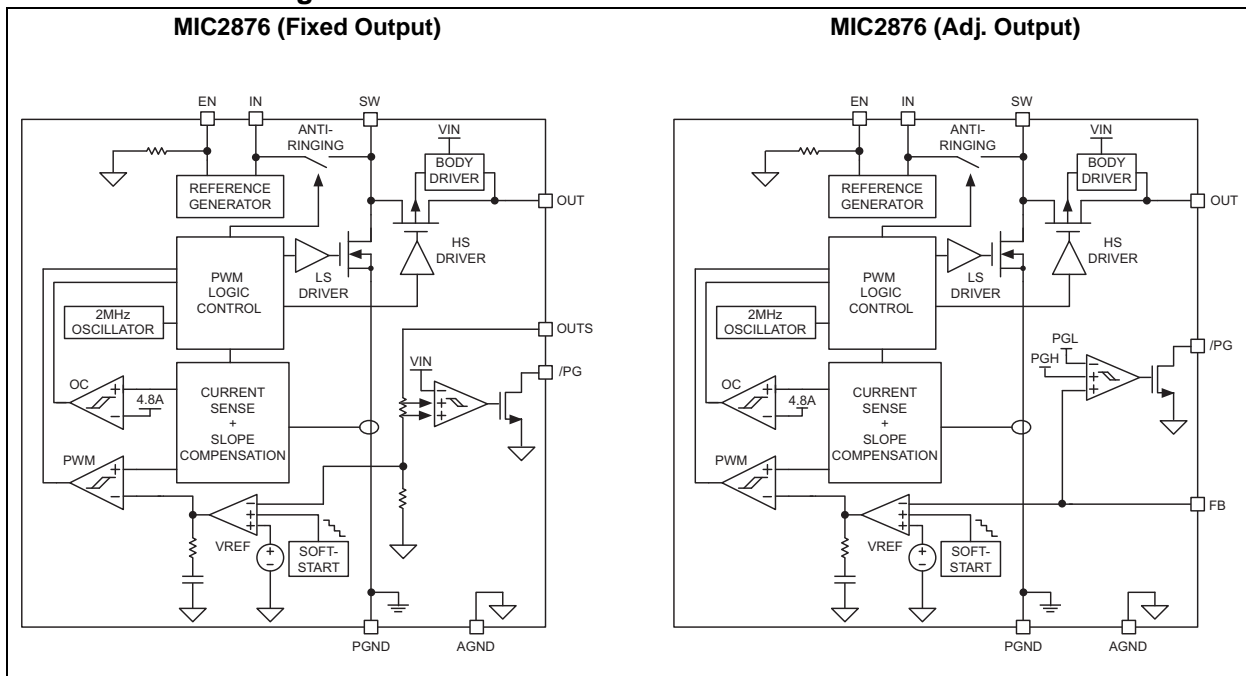 MIC2876 (Fixed Output)
EN
IN
SW
ANTI-
RINGING
VIN
BODY
DRIVER
REFERENCE
GENERATOR
OUT
HS
DRIVER
PWM
LOGIC
CONTROL
LS
DRIVER
2MHz
OSCILLATOR
OUTS
VIN
/PG
OC
+
4.8A
−
CURRENT
SENSE
+
SLOPE
COMPENSATION
−
+
+
PWM
+
−
−
+
+
VREF
+
−
SOFT-
START
PGND
AGND
MIC2876 (Adj. Output)
EN
IN
SW
ANTI-
RINGING
VIN
BODY
DRIVER
REFERENCE
GENERATOR
OUT
HS
DRIVER
PWM
LOGIC
CONTROL
LS
DRIVER
2MHz
OSCILLATOR
/PG
PGL
PGH
−
+
+
OC
+
4.8A
−
CURRENT
SENSE
+
SLOPE
COMPENSATION
PWM
+
−
−
+
+
FB
VREF
+
−
SOFT-
START
PGND
AGND